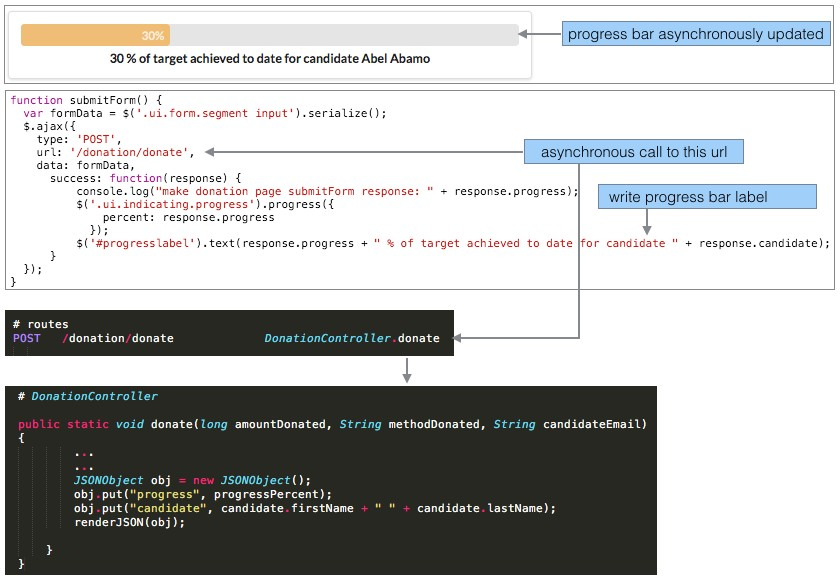 30%
progress bar asynchronously updated
30 % of target achieved to date for candidate Abel Abamo
function submitForm() {
var formData = $('.ui.form.segment input').serialize();
$.ajax({
type: 'POST',
url: '/donation/donate',
asynchronous call to this url
data: formData,
success: function(response) {
console.log("make donation page submitForm response: " + response.progress);
write progress bar label
$('.ui.indicating.progress').progress({
percent: response.progress
});
$('#progresslabel').text(response.progress + " % of target achieved to date for candidate " + response.candidate);
}
});
}
# routes
POST /donation/donate DonationController.donate
# DonationController
public static void donate(long amountDonated, String methodDonated, String candidateEmail)
{
...
...
JSONObject obj = new JSONObject();
obj.put("progress", progressPercent);
obj.put("candidate", candidate.firstName + " " + candidate.lastName);
renderJSON(obj);
}
}